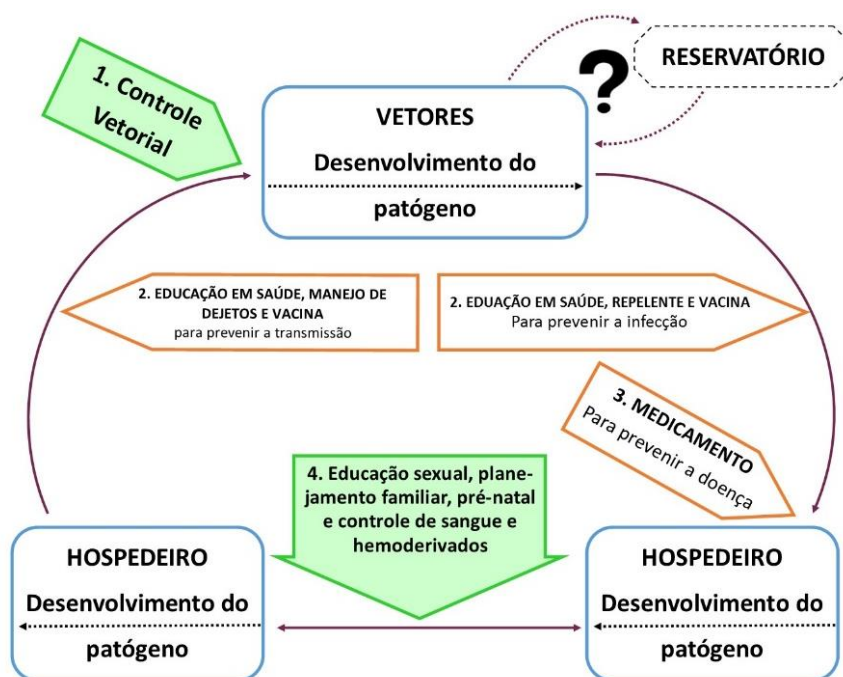 1. Controle
Vetorial
?
RESERVATÓRIO
VETORES
Desenvolvimento do
patógeno
2. EDUCAÇÃO EM SAÚDE, MANEJO DE
DEJETOS E VACINA
para prevenir a transmissão
2. EDUAÇÃO EM SAÚDE, REPELENTE E VACINA
Para prevenir a infecção
3. MEDICAMENTO
Para prevenir a doença
4. Educação sexual, plane-
jamento familiar, pré-natal
e controle de sangue e
hemoderivados
HOSPEDEIRO
Desenvolvimento do
patógeno
HOSPEDEIRO
Desenvolvimento do
patógeno